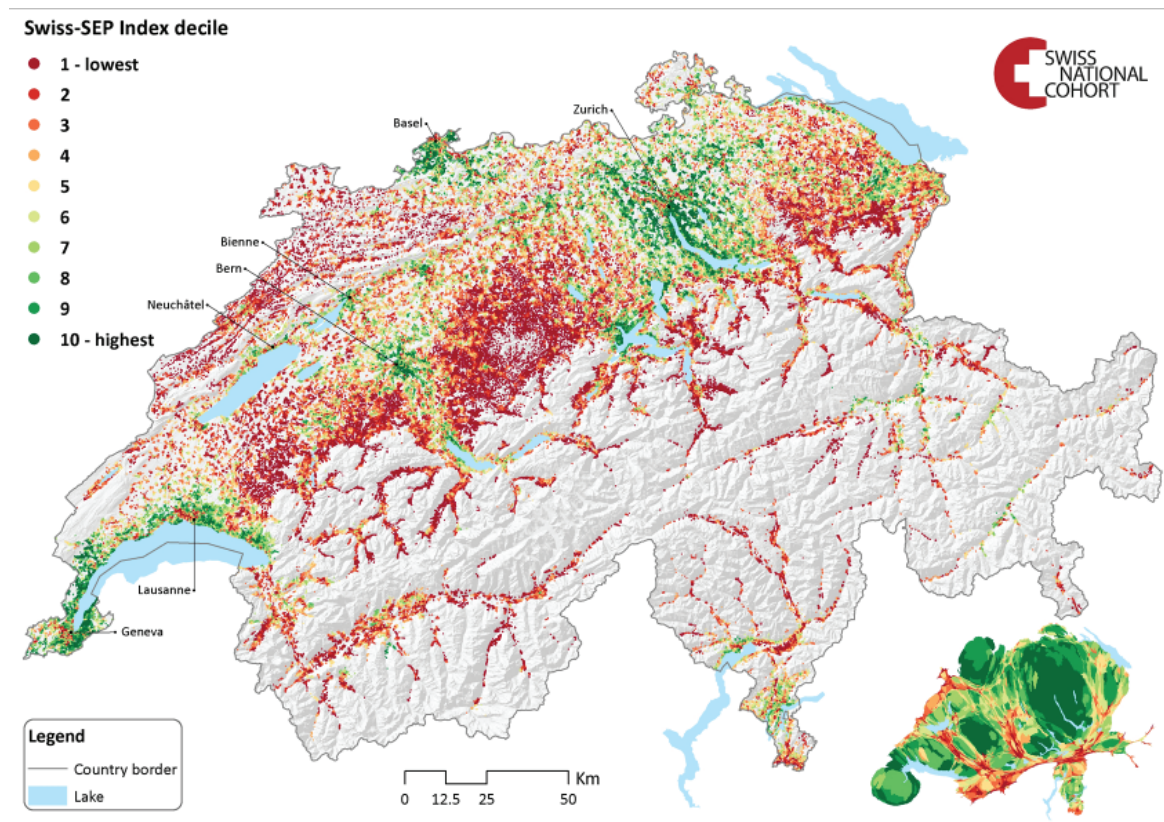 Swiss-SEP Index decile
1 - lowest
2
3
4
5
6
7
8
9
10 - highest
SWISS
NATIONAL
COHORT
Zurich
Basel
Bienne
Bern
Neuchâtel
Lausanne
Geneva
Legend
Country border
Lake
Km
0 12.5 25 50